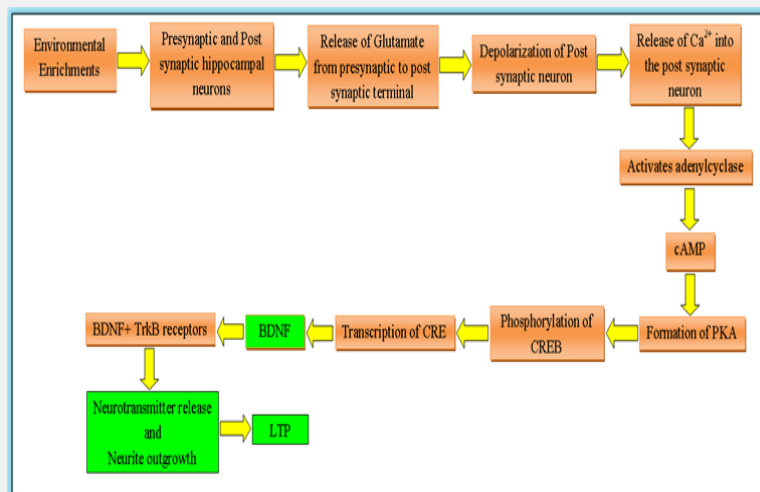 Environmental
Enrichments
Presynaptic and Post
synaptic hippocampal
neurons
Release of Glutamate
from presynaptic to post
synaptic terminal
Depolarization of Post
synaptic neuron
Release of Ca²⁺ into
the post synaptic
neuron
Activates adenylcyclase
cAMP
Formation of PKA
Phosphorylation of
CREB
Transcription of CRE
BDNF
BDNF+ TrkB receptors
Neurotransmitter release
and
Neurite outgrowth
LTP